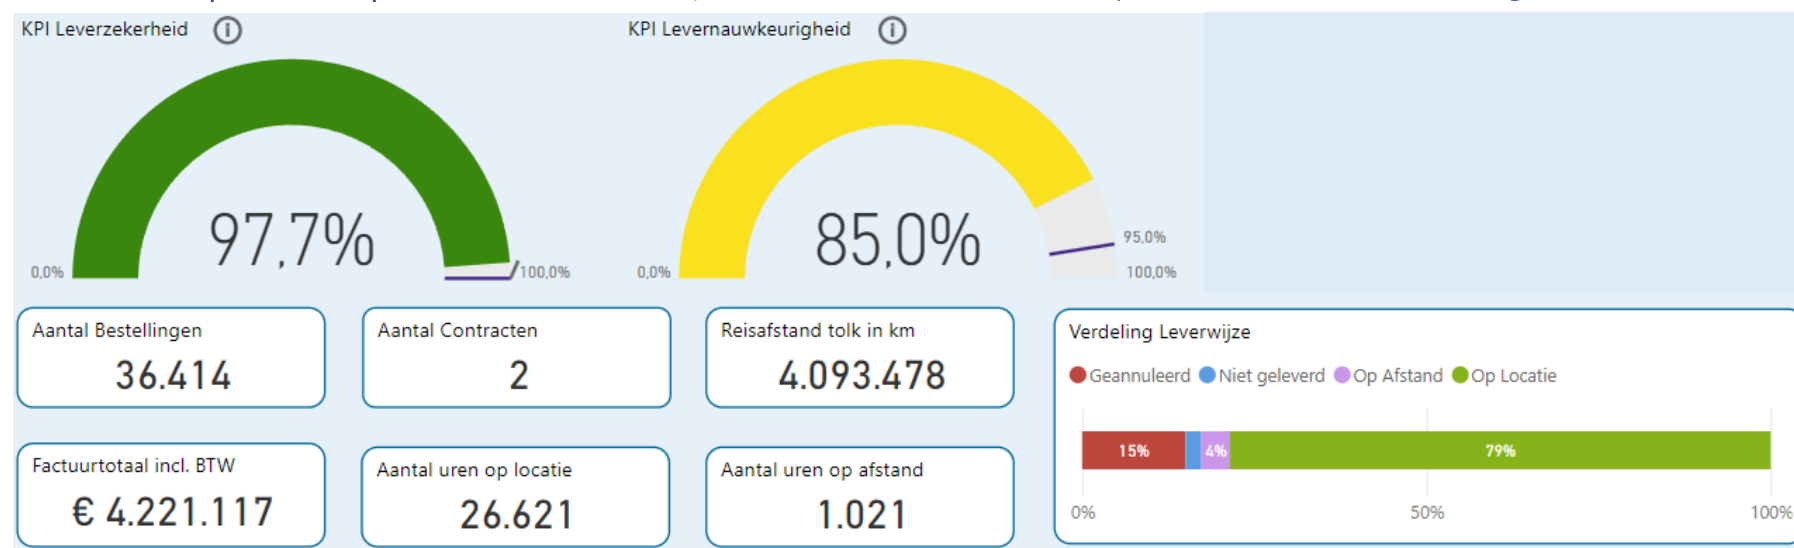 KPI Leverzekerheid
97,7%
0,0%
100,0%
KPI Levernauwkeurigheid
85,0%
0,0%
95,0%
100,0%
Aantal Bestellingen
36.414
Aantal Contracten
2
Reisafstand tolk in km
4.093.478
Factuurtotaal incl. BTW
€ 4.221.117
Aantal uren op locatie
26.621
Aantal uren op afstand
1.021
Verdeling Leverwijze
Geannuleerd Niet geleverd Op Afstand Op Locatie
15% 4% 79%
0% 50% 100%